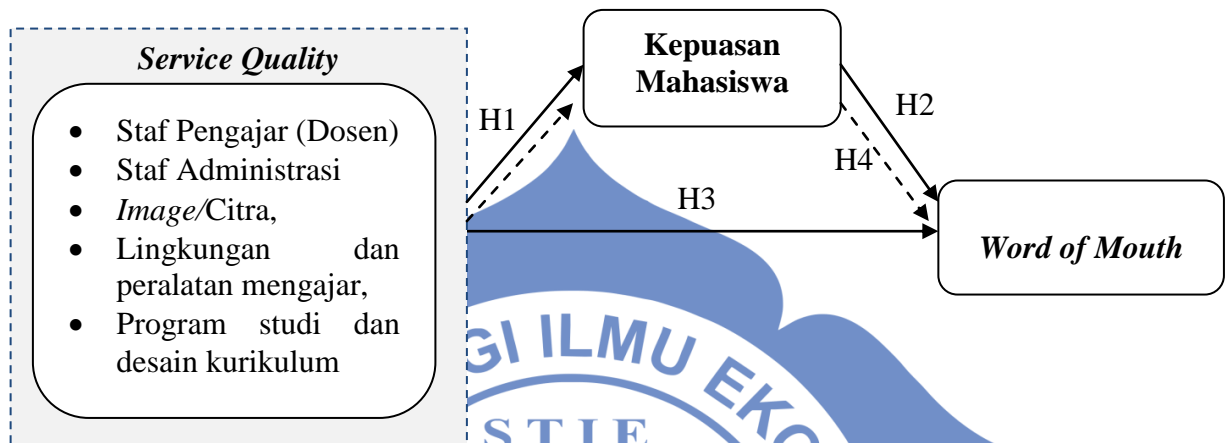 Service Quality
• Staf Pengajar (Dosen)
• Staf Administrasi
• Image/Citra,
• Lingkungan dan
peralatan mengajar,
• Program studi dan
desain kurikulum
Kepuasan
Mahasiswa
H1
H2
H4
H3
Word of Mouth
GI ILMU EKO
STIE